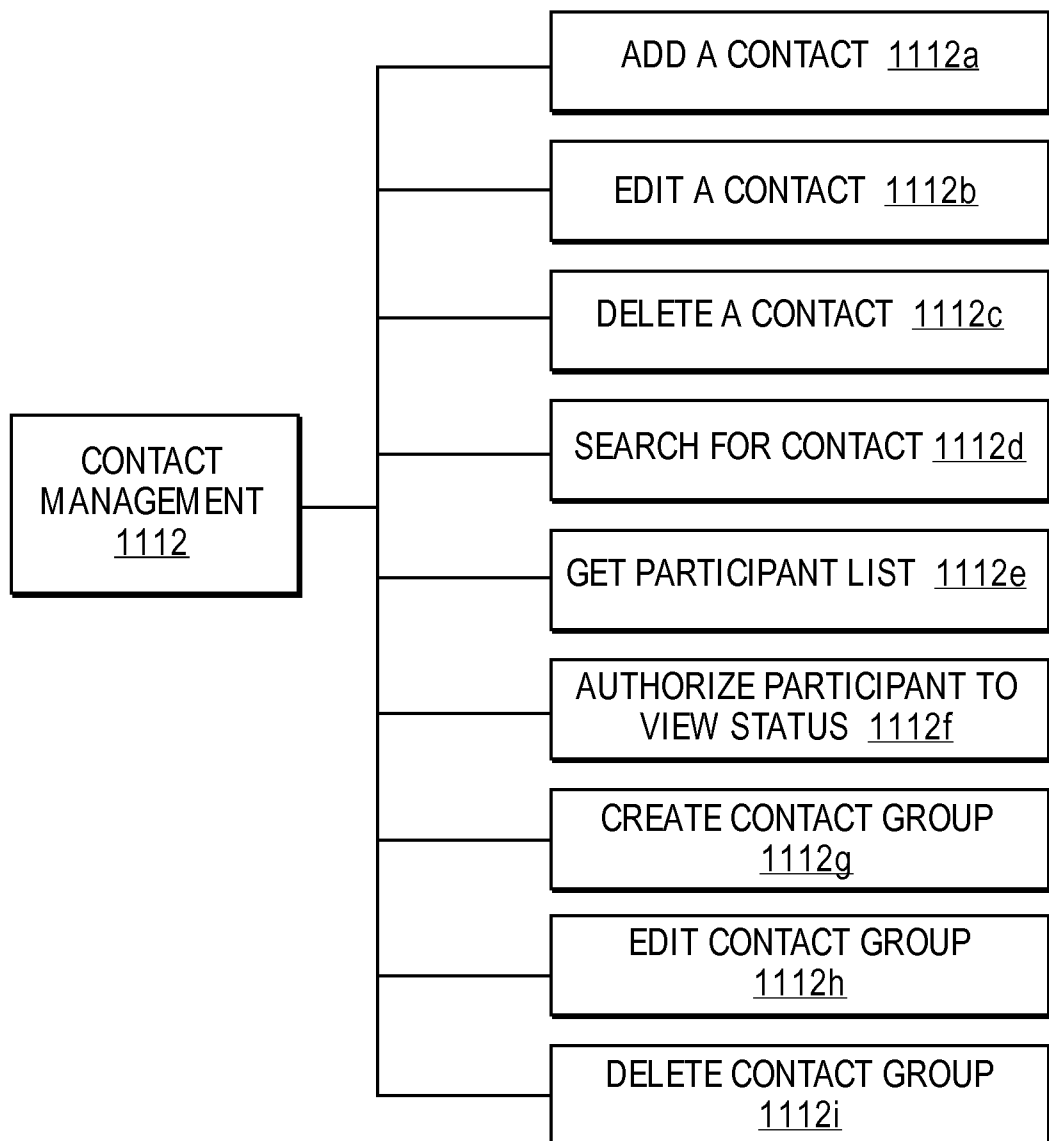 ADD A CONTACT 1112a
EDIT A CONTACT 1112b
DELETE A CONTACT 1112c
SEARCH FOR CONTACT 1112d
CONTACT
MANAGEMENT
1112
GET PARTICIPANT LIST 1112e
AUTHORIZE PARTICIPANT TO
VIEW STATUS 1112f
CREATE CONTACT GROUP
1112g
EDIT CONTACT GROUP
1112h
DELETE CONTACT GROUP
1112i